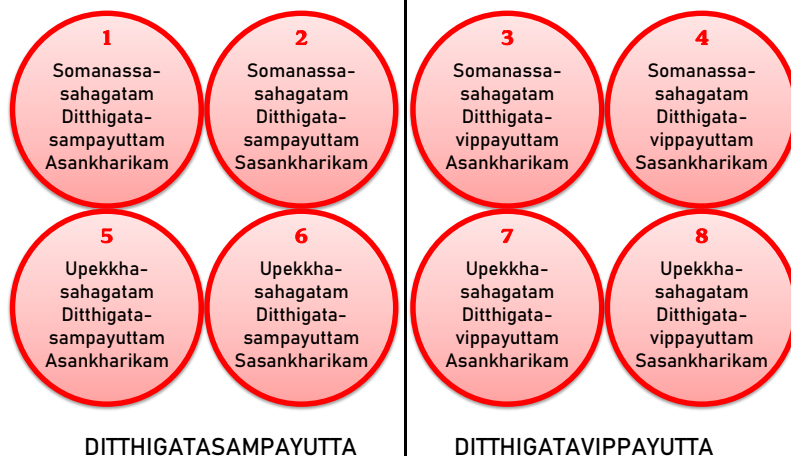 1
Somanassa-
sahagatam
Ditthigata-
sampayuttam
Asankharikam
2
Somanassa-
sahagatam
Ditthigata-
sampayuttam
Sasankharikam
3
Somanassa-
sahagatam
Ditthigata-
vippayuttam
Asankharikam
4
Somanassa-
sahagatam
Ditthigata-
vippayuttam
Sasankharikam
5
Upekkha-
sahagatam
Ditthigata-
sampayuttam
Asankharikam
6
Upekkha-
sahagatam
Ditthigata-
sampayuttam
Sasankharikam
7
Upekkha-
sahagatam
Ditthigata-
vippayuttam
Asankharikam
8
Upekkha-
sahagatam
Ditthigata-
vippayuttam
Sasankharikam
DITTHIGATASAMPAYUTTA
DITTHIGATAVIPPAYUTTA